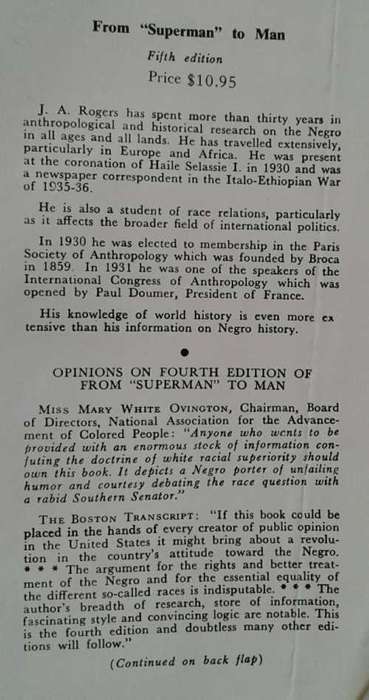 From "Superman" to Man
Fifth edition
Price $10.95
J. A. Rogers has spent more than thirty years in
anthropological and historical research on the Negro
in all ages and all lands. He has travelled extensively,
particularly in Europe and Africa. He was present
at the coronation of Haile Selassie I. in 1930 and was
a newspaper correspondent in the Italo-Ethiopian War
of 1935-36.
He is also a student of race relations, particularly
as it affects the broader field of international politics.
In 1930 he was elected to membership in the Paris
Society of Anthropology which was founded by Broca
in 1859. In 1931 he was one of the speakers of the
International Congress of Anthropology which was
opened by Paul Doumer, President of France.
His knowledge of world history is even more ex
tensive than his information on Negro history.
•
OPINIONS ON FOURTH EDITION OF
FROM "SUPERMAN" TO MAN
MISS MARY WHITE OVINGTON, Chairman, Board
of Directors, National Association for the Advance-
ment of Colored People: "Anyone who wants to be
provided with an enormous stock of information con-
futing the doctrine of white racial superiority should
own this book. It depicts a Negro porter of unfailing
humor and courtesy debating the race question with
a rabid Southern Senator."
THE BOSTON TRANSCRIPT: "If this book could be
placed in the hands of every creator of public opinion
in the United States it might bring about a revolu-
tion in the country's attitude toward the Negro.
* * * The argument for the rights and better treat-
ment of the Negro and for the essential equality of
the different so-called races is indisputable. * * * The
author's breadth of research, store of information,
fascinating style and convincing logic are notable. This
is the fourth edition and doubtless many other edi-
tions will follow."
(Continued on back flap)